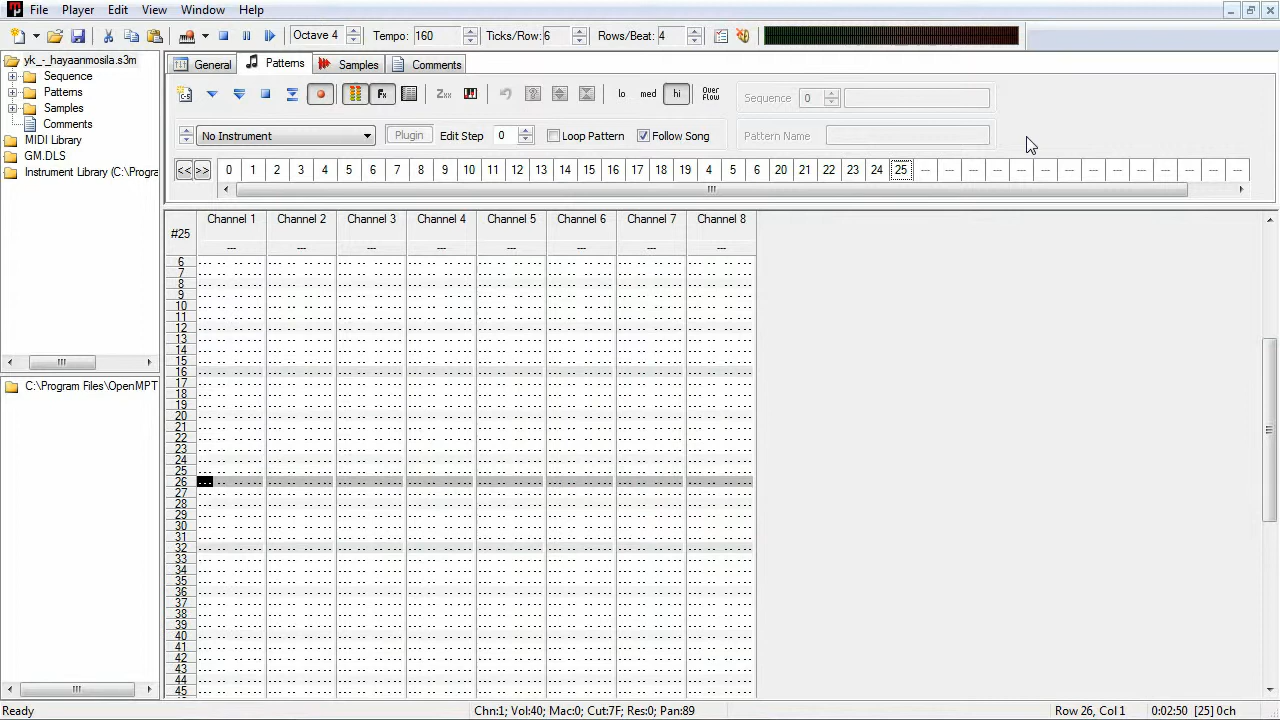 File Player Edit View Window Help
Octave 4 Tempo: 160 Ticks/Row: 6 Rows/Beat: 4
yk_-_hayaanmosila.s3m
Sequence
Patterns
Samples
Comments
MIDI Library
GM.DLS
Instrument Library (C:\Progra
C:\Program Files\OpenMPT
General Patterns Samples Comments
Fx Zxx lo med hi Over Flow Sequence 0
No Instrument Plugin Edit Step 0 Loop Pattern Follow Song Pattern Name
<< >> 0 1 2 3 4 5 6 7 8 9 10 11 12 13 14 15 16 17 18 19 4 5 6 20 21 22 23 24 25 --- --- --- --- --- --- --- --- --- --- --- --- --- ---
Channel 1 Channel 2 Channel 3 Channel 4 Channel 5 Channel 6 Channel 7 Channel 8
#25
--- --- --- --- --- --- --- ---
6
7
8
9
10
11
12
13
14
15
16
17
18
19
20
21
22
23
24
25
26
27
28
29
30
31
32
33
34
35
36
37
38
39
40
41
42
43
44
45
Ready Chn:1; Vol:40; Mac:0; Cut:7F; Res:0; Pan:89 Row 26, Col 1 0:02:50 [25] 0ch